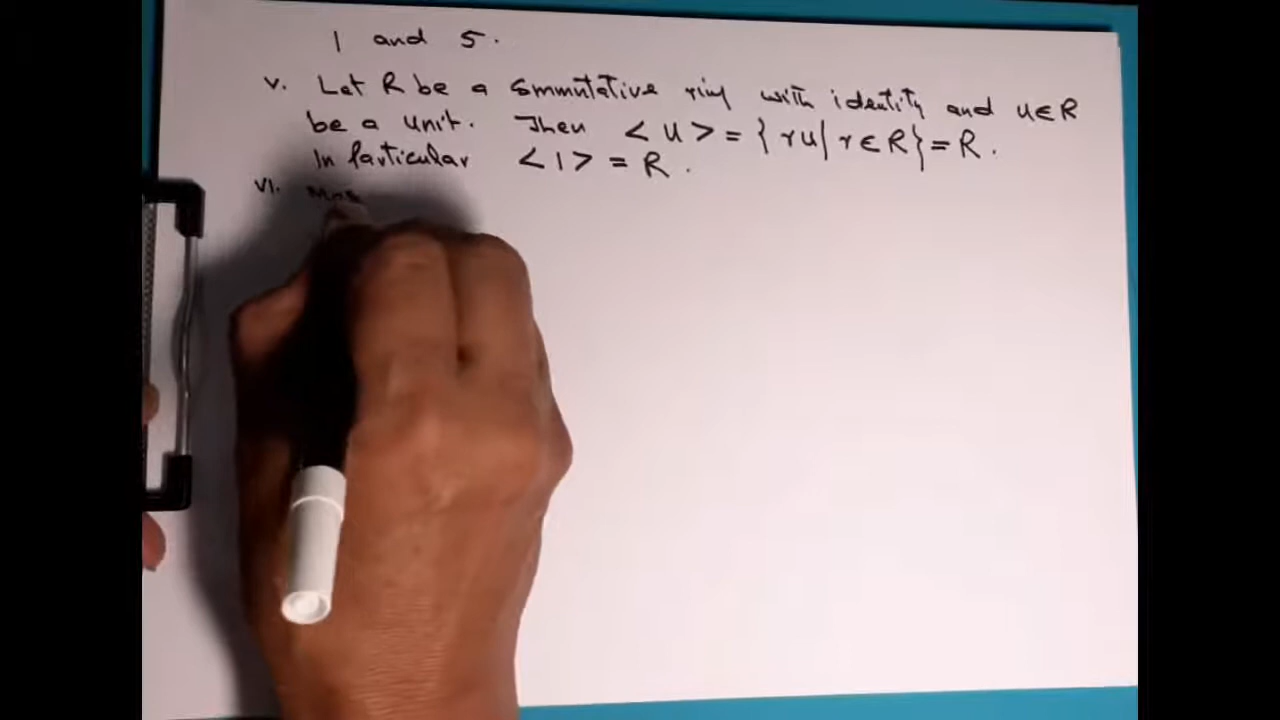 1 and 5.
v. Let R be a commutative ring with identity and u∈R
be a unit. Then <u> = {ru | r∈R} = R.
In particular <1> = R.
vi.